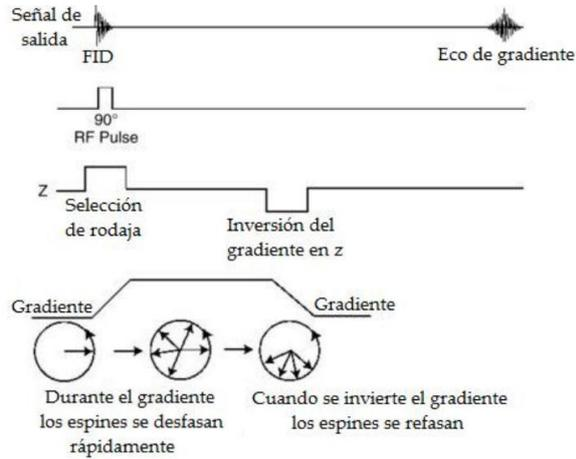 Señal de
salida
FID
Eco de gradiente
90°
RF Pulse
Z
Selección
de rodaja
Inversión del
gradiente en z
Gradiente
Gradiente
Durante el gradiente
los espines se desfasan
rápidamente
Cuando se invierte el gradiente
los espines se refasan